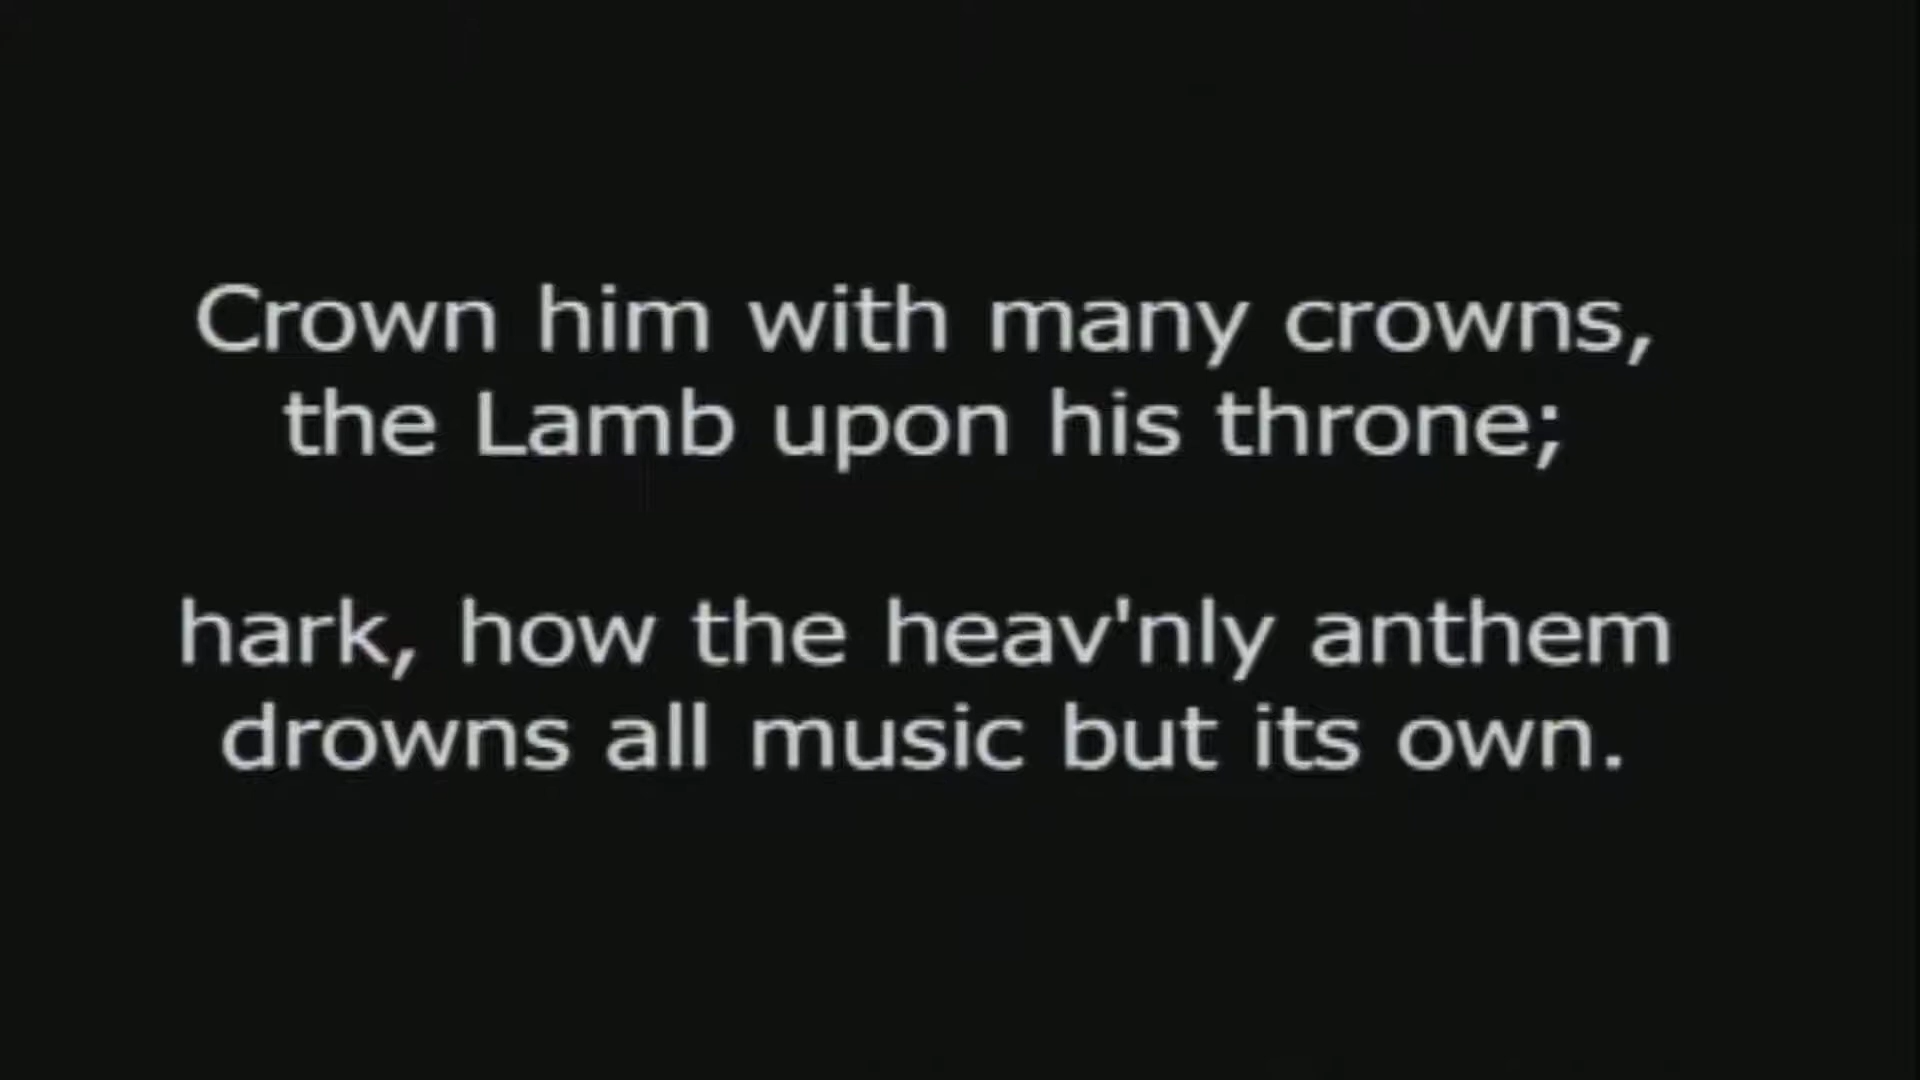 Crown him with many crowns,
the Lamb upon his throne;
hark, how the heav'nly anthem
drowns all music but its own.